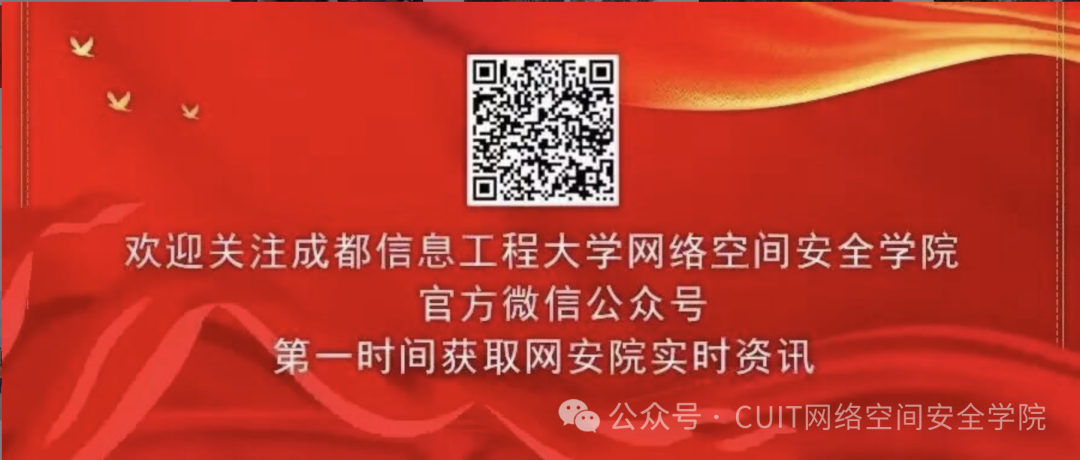 欢迎关注成都信息工程大学网络空间安全学院
官方微信公众号
第一时间获取网安院实时资讯
公众号 · CUIT网络空间安全学院